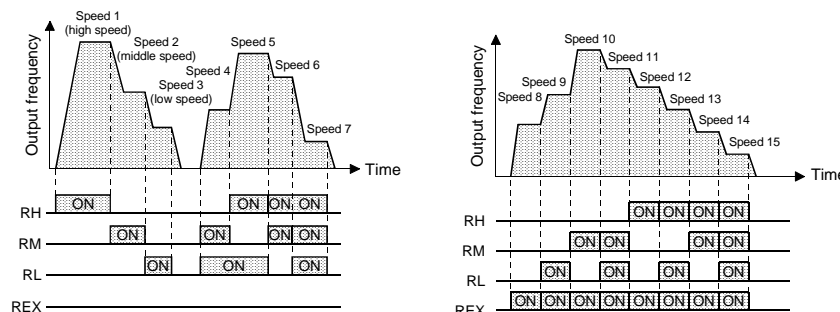 Speed 1
(high speed)
Speed 2
(middle speed)
Speed 3
(low speed)
Speed 4
Speed 5
Speed 6
Speed 7
Output frequency
Time
RH
ON
ON
ON
ON
RM
ON
ON
ON
ON
RL
ON
ON
ON
REX
Speed 8
Speed 9
Speed 10
Speed 11
Speed 12
Speed 13
Speed 14
Speed 15
Output frequency
Time
RH
ON
ON
ON
ON
RM
ON
ON
ON
ON
RL
ON
ON
ON
ON
REX
ON
ON
ON
ON
ON
ON
ON
ON